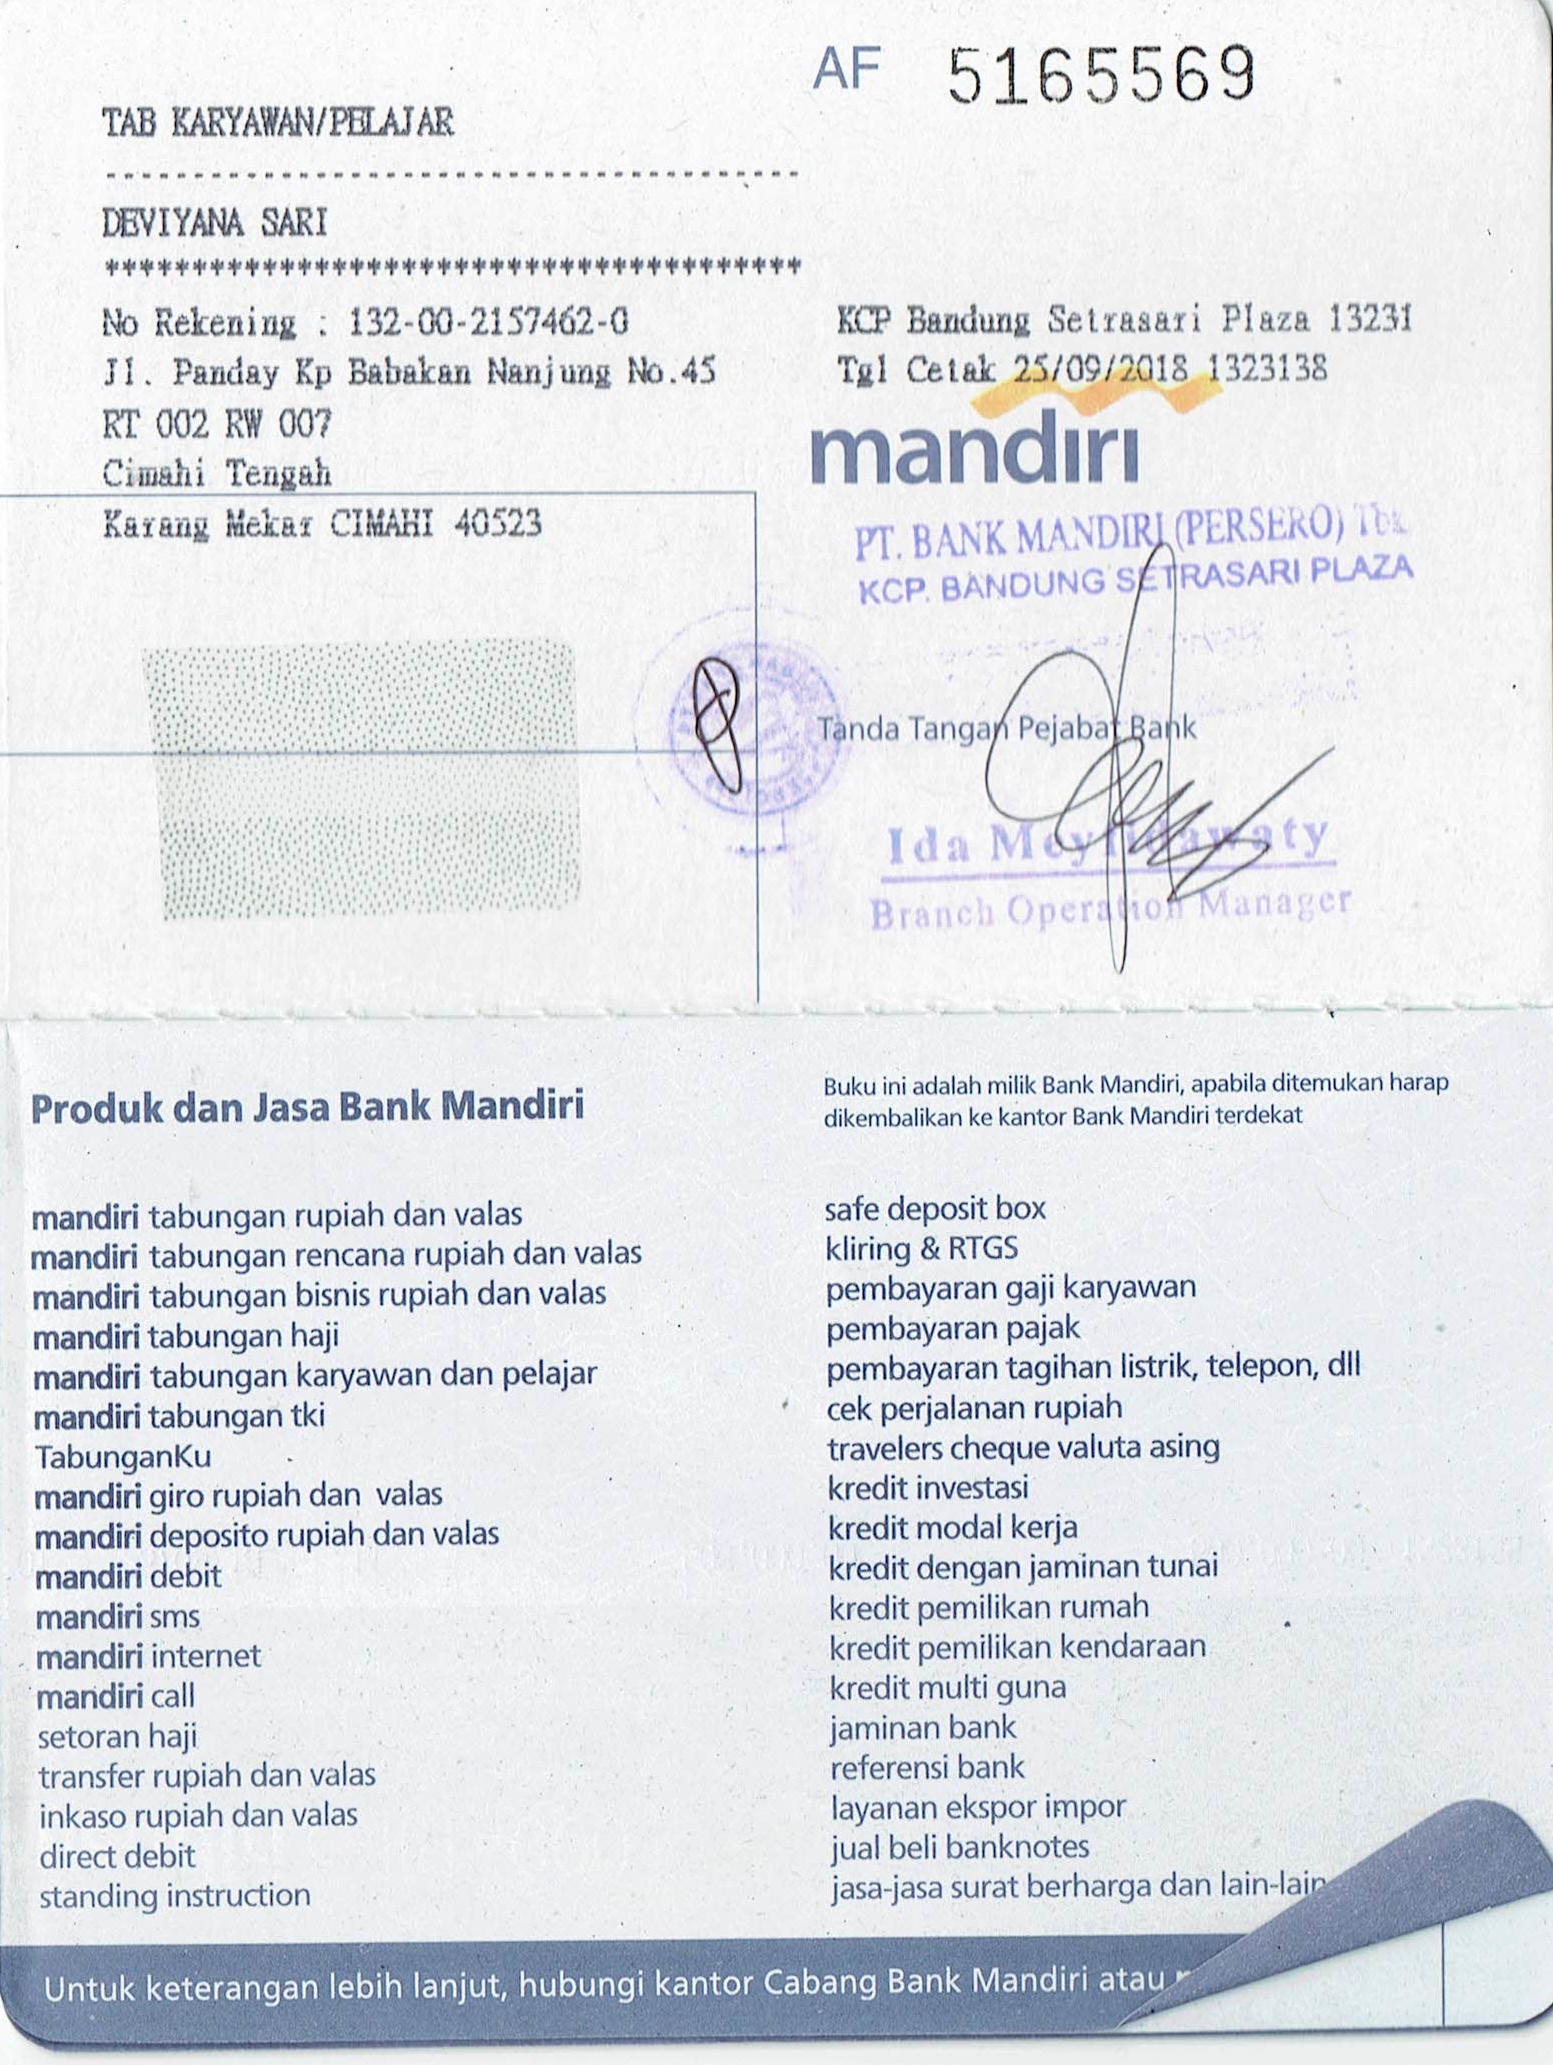 AF 5165569
TAB KARYAWAN/PELAJAR
----------------------------------------
DEVIYANA SARI
****************************************
No Rekening : 132-00-2157462-0
Jl. Panday Kp Babakan Nanjung No.45
RT 002 RW 007
Cimahi Tengah
Karang Mekar CIMAHI 40523
KCP Bandung Setrasari Plaza 13231
Tgl Cetak 25/09/2018 1323138
mandiri
PT. BANK MANDIRI (PERSERO) Tbk
KCP. BANDUNG SETRASARI PLAZA
Tanda Tangan Pejabat Bank
Ida
Branch Operation Manager
Produk dan Jasa Bank Mandiri
mandiri tabungan rupiah dan valas
mandiri tabungan rencana rupiah dan valas
mandiri tabungan bisnis rupiah dan valas
mandiri tabungan haji
mandiri tabungan karyawan dan pelajar
mandiri tabungan tki
TabunganKu
mandiri giro rupiah dan valas
mandiri deposito rupiah dan valas
mandiri debit
mandiri sms
mandiri internet
mandiri call
setoran haji
transfer rupiah dan valas
inkaso rupiah dan valas
direct debit
standing instruction
Buku ini adalah milik Bank Mandiri, apabila ditemukan harap
dikembalikan ke kantor Bank Mandiri terdekat
safe deposit box
kliring & RTGS
pembayaran gaji karyawan
pembayaran pajak
pembayaran tagihan listrik, telepon, dll
cek perjalanan rupiah
travelers cheque valuta asing
kredit investasi
kredit modal kerja
kredit dengan jaminan tunai
kredit pemilikan rumah
kredit pemilikan kendaraan
kredit multi guna
jaminan bank
referensi bank
layanan ekspor impor
jual beli banknotes
jasa-jasa surat berharga dan lain-lain
Untuk keterangan lebih lanjut, hubungi kantor Cabang Bank Mandiri atau